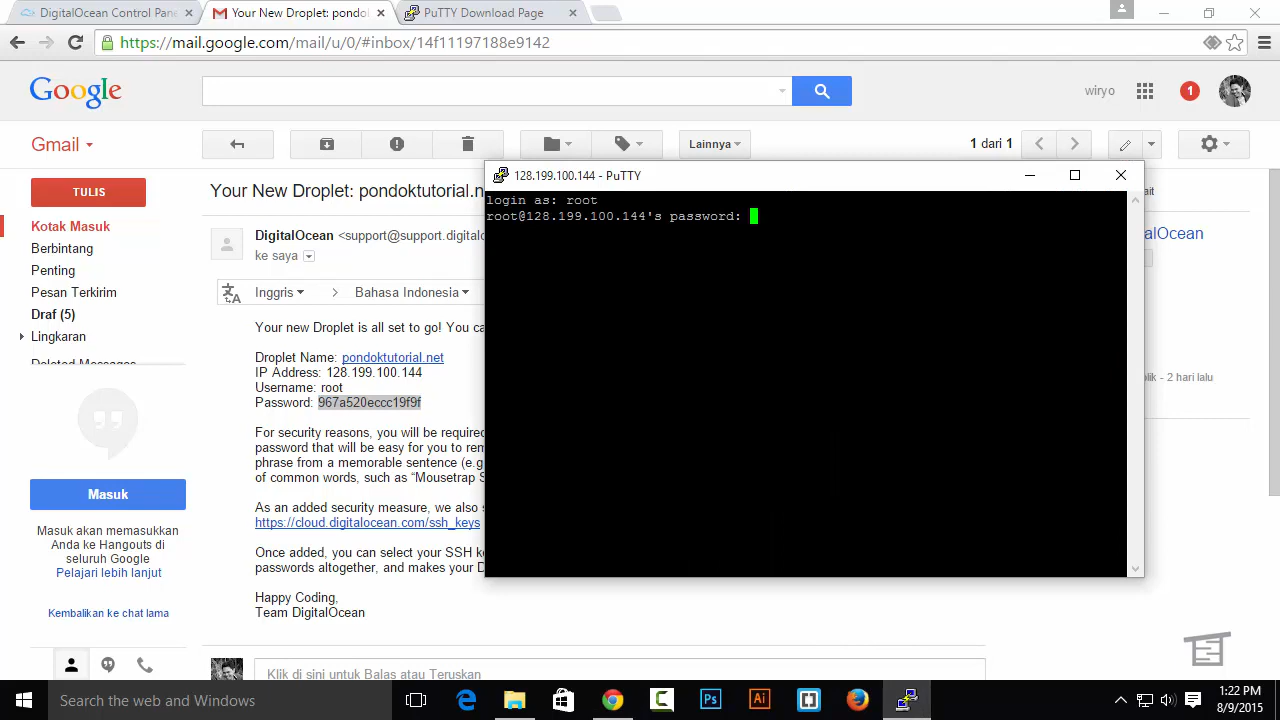 DigitalOcean Control Pane
Your New Droplet: pondok
PuTTY Download Page
https://mail.google.com/mail/u/0/#inbox/14f11197188e9142
Google
wiryo
1
Gmail
Lainnya
1 dari 1
TULIS
Your New Droplet: pondoktutorial.n
128.199.100.144 - PuTTY
ait
login as: root
root@128.199.100.144's password:
Kotak Masuk
Berbintang
Penting
Pesan Terkirim
Draf (5)
Lingkaran
Deleted Messages
DigitalOcean <support@support.digitalo
ke saya
alOcean
Inggris
Bahasa Indonesia
Your new Droplet is all set to go! You ca
Droplet Name: pondoktutorial.net
IP Address: 128.199.100.144
Username: root
Password: 967a520eccc19f9f
olik - 2 hari lalu
For security reasons, you will be required
password that will be easy for you to rem
phrase from a memorable sentence (e.g
of common words, such as “Mousetrap S
As an added security measure, we also s
https://cloud.digitalocean.com/ssh_keys
Once added, you can select your SSH ke
passwords altogether, and makes your D
Happy Coding,
Team DigitalOcean
Masuk
Masuk akan memasukkan
Anda ke Hangouts di
seluruh Google
Pelajari lebih lanjut
Kembalikan ke chat lama
Klik di sini untuk Balas atau Teruskan
Search the web and Windows
1:22 PM
8/9/2015